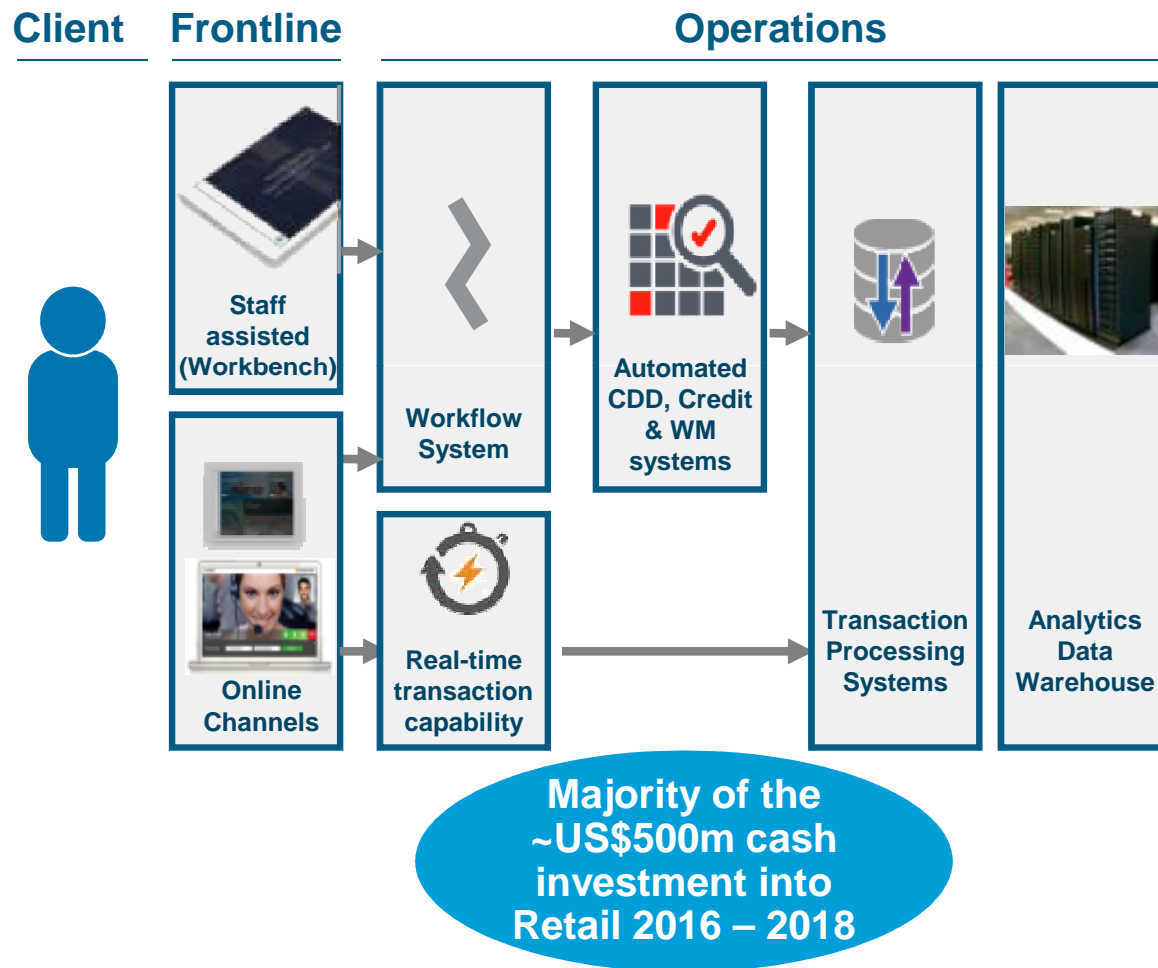 Client
Frontline
Operations
Staff
assisted
(Workbench)
Online
Channels
Workflow
System
Real-time
transaction
capability
Automated
CDD, Credit
& WM
systems
Transaction
Processing
Systems
Analytics
Data
Warehouse
Majority of the
~US$500m cash
investment into
Retail 2016 – 2018